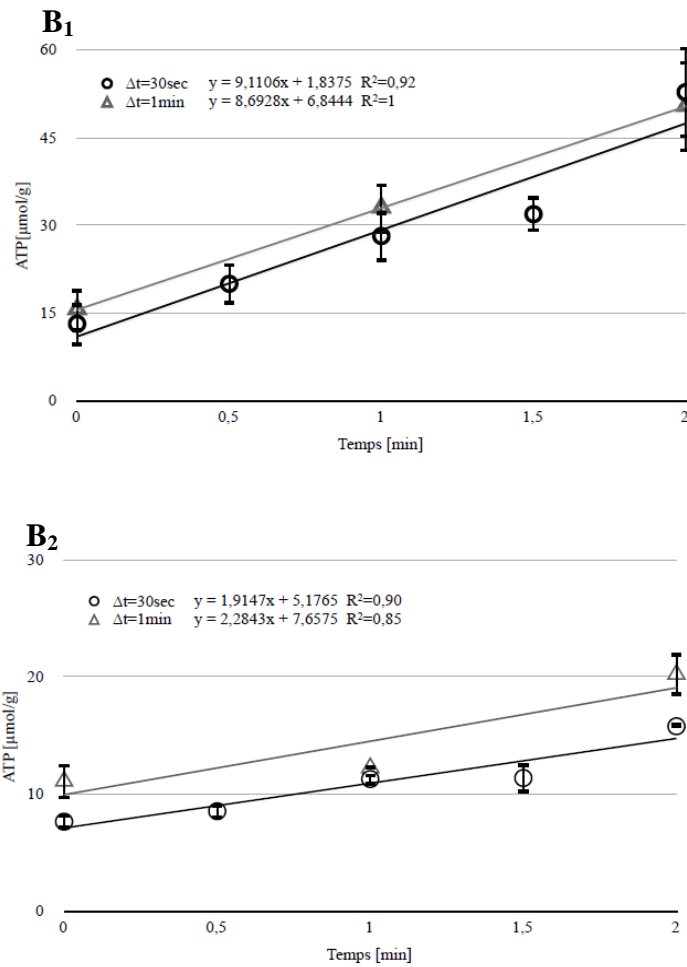 B₁
60
Δt=30sec y = 9,1106x + 1,8375 R²=0,92
Δt=1min y = 8,6928x + 6,8444 R²=1
45
30
15
0
ATP[µmol/g]
0 0,5 1 1,5 2
Temps [min]
B₂
30
Δt=30sec y = 1,9147x + 5,1765 R²=0,90
Δt=1min y = 2,2843x + 7,6575 R²=0,85
20
10
0
ATP [µmol/g]
0 0,5 1 1,5 2
Temps [min]